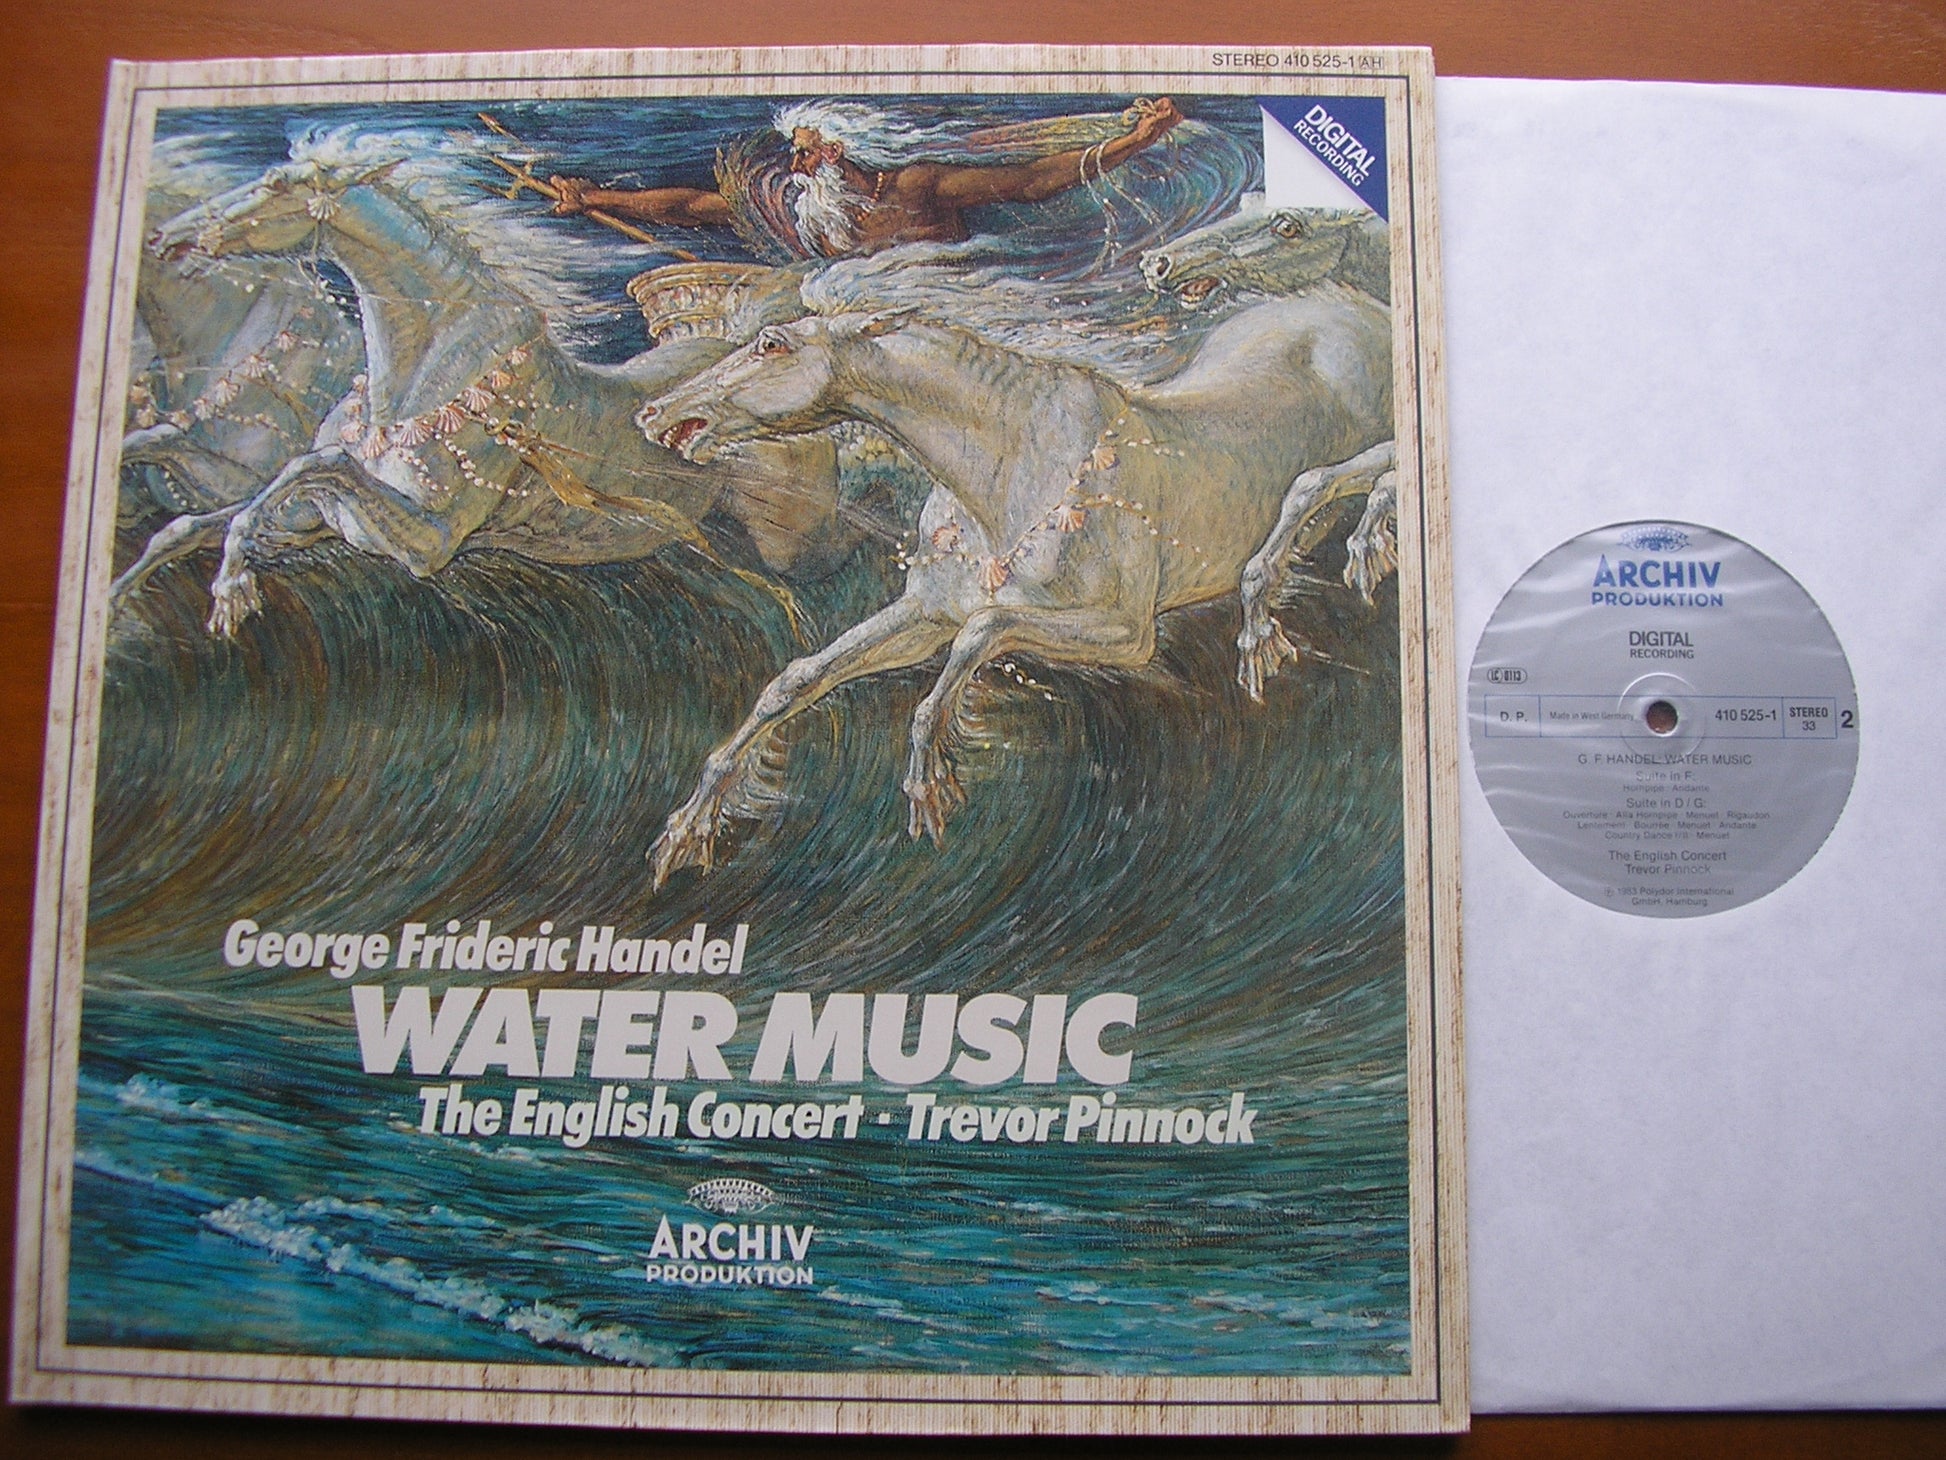 STEREO 410 525-1 AH
DIGITAL
RECORDING
George Frideric Handel
WATER MUSIC
The English Concert · Trevor Pinnock
ARCHIV
PRODUKTION
ARCHIV
PRODUKTION
DIGITAL
RECORDING
LC 0113
D. P. Made in West Germany 410 525-1 STEREO 33 2
G. F. HANDEL: WATER MUSIC
Suite in F:
Hornpipe · Andante
Suite in D / G:
Ouverture · Alla Hornpipe · Menuet · Rigaudon
Lentement · Bourrée · Menuet · Andante
Country Dance I/II · Menuet
The English Concert
Trevor Pinnock
℗ 1983 Polydor International
GmbH, Hamburg